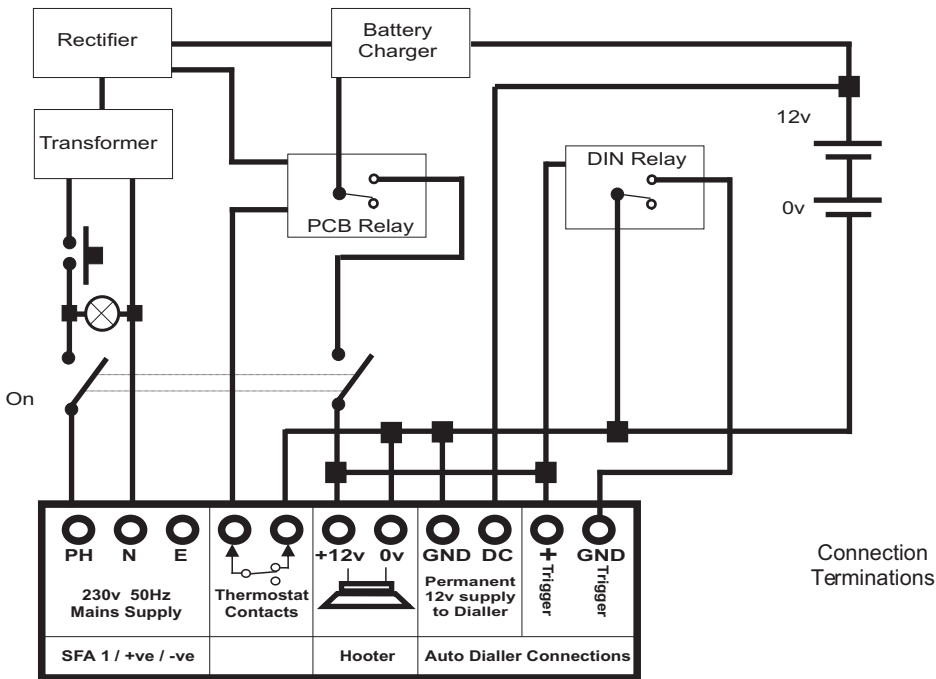 Rectifier
Battery
Charger
Transformer
12v
DIN Relay
0v
PCB Relay
On
PH N E
+12v 0v
GND DC
+ Trigger
GND Trigger
230v 50Hz
Mains Supply
Thermostat
Contacts
Permanent
12v supply
to Dialler
Connection
Terminations
SFA 1 / +ve / -ve
Hooter
Auto Dialler Connections